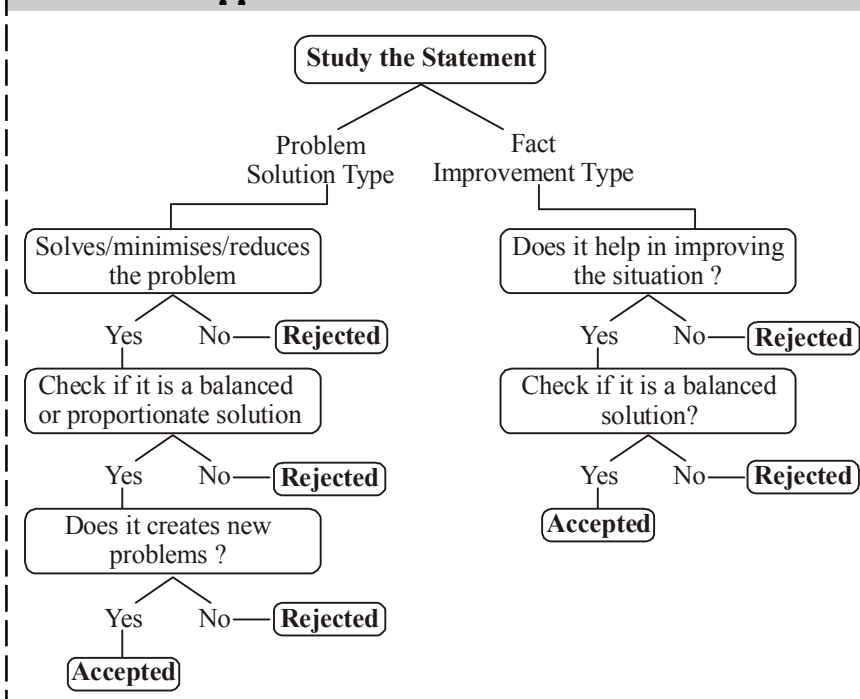 Study the Statement
Problem
Solution Type
Fact
Improvement Type
Solves/minimises/reduces
the problem
Does it help in improving
the situation ?
Yes No Rejected
Yes No Rejected
Check if it is a balanced
or proportionate solution
Check if it is a balanced
solution?
Yes No Rejected
Yes No Rejected
Does it creates new
problems ?
Accepted
Yes No Rejected
Accepted